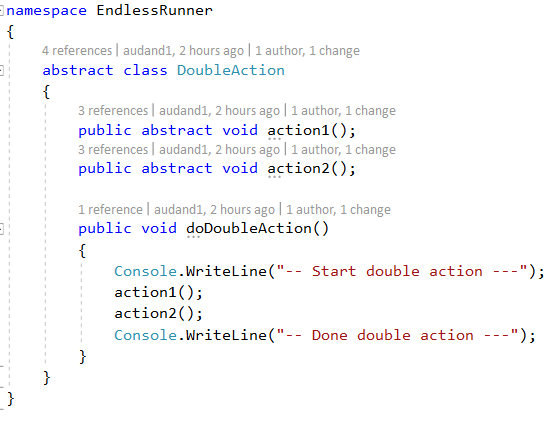 namespace EndlessRunner
{
4 references | audand1, 2 hours ago | 1 author, 1 change
abstract class DoubleAction
{
3 references | audand1, 2 hours ago | 1 author, 1 change
public abstract void action1();
3 references | audand1, 2 hours ago | 1 author, 1 change
public abstract void action2();
1 reference | audand1, 2 hours ago | 1 author, 1 change
public void doDoubleAction()
{
Console.WriteLine("-- Start double action ---");
action1();
action2();
Console.WriteLine("-- Done double action ---");
}
}
}